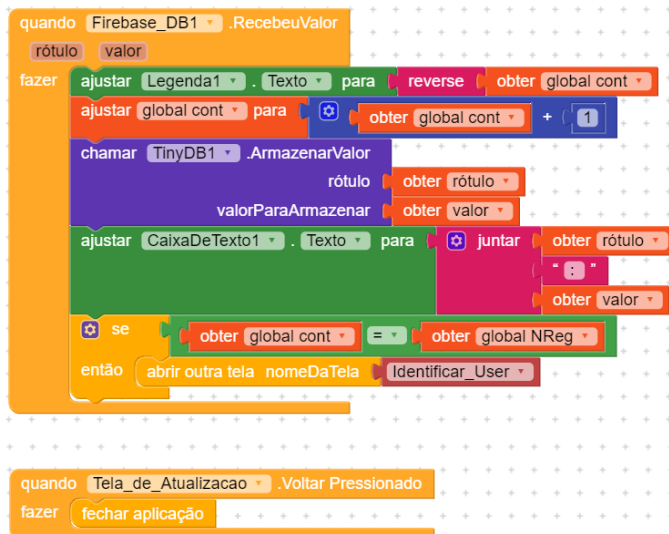 quando Firebase_DB1 .RecebeuValor
rótulo valor
fazer ajustar Legenda1 . Texto para reverse obter global cont
ajustar global cont para obter global cont + 1
chamar TinyDB1 .ArmazenarValor
rótulo obter rótulo
valorParaArmazenar obter valor
ajustar CaixaDeTexto1 . Texto para juntar obter rótulo
" : "
obter valor
se obter global cont = obter global NReg
então abrir outra tela nomeDaTela Identificar_User
quando Tela_de_Atualizacao .Voltar Pressionado
fazer fechar aplicação